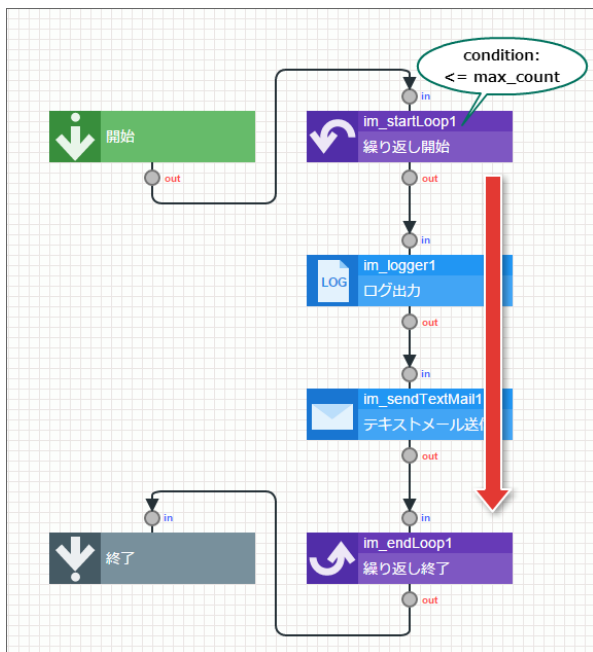 condition:
<= max_count
in
im_startLoop1
開始
繰り返し開始
out
out
in
im_logger1
LOG
ログ出力
out
in
im_sendTextMail1
テキストメール送信
out
in
in
im_endLoop1
終了
繰り返し終了
out